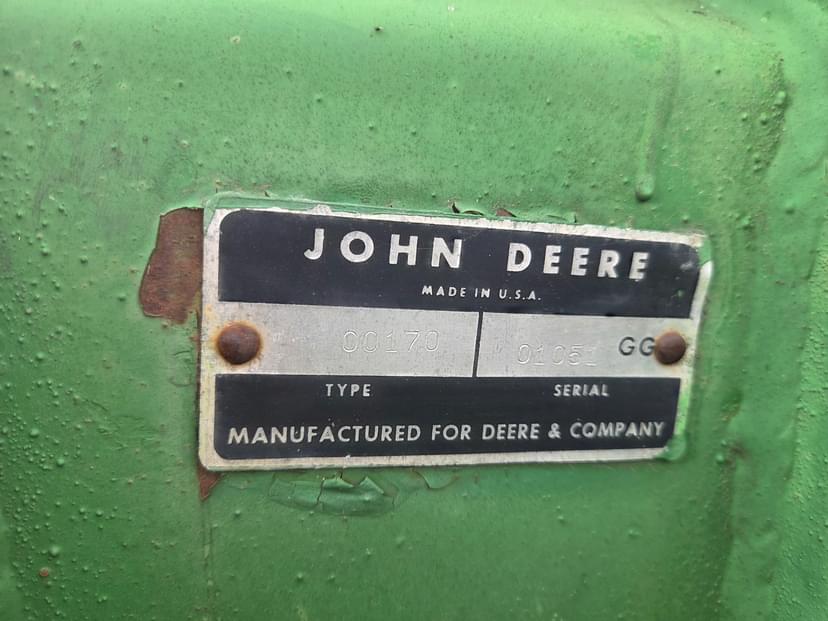 JOHN DEERE
MADE IN U.S.A.
00170 01051 GG
TYPE SERIAL
MANUFACTURED FOR DEERE & COMPANY